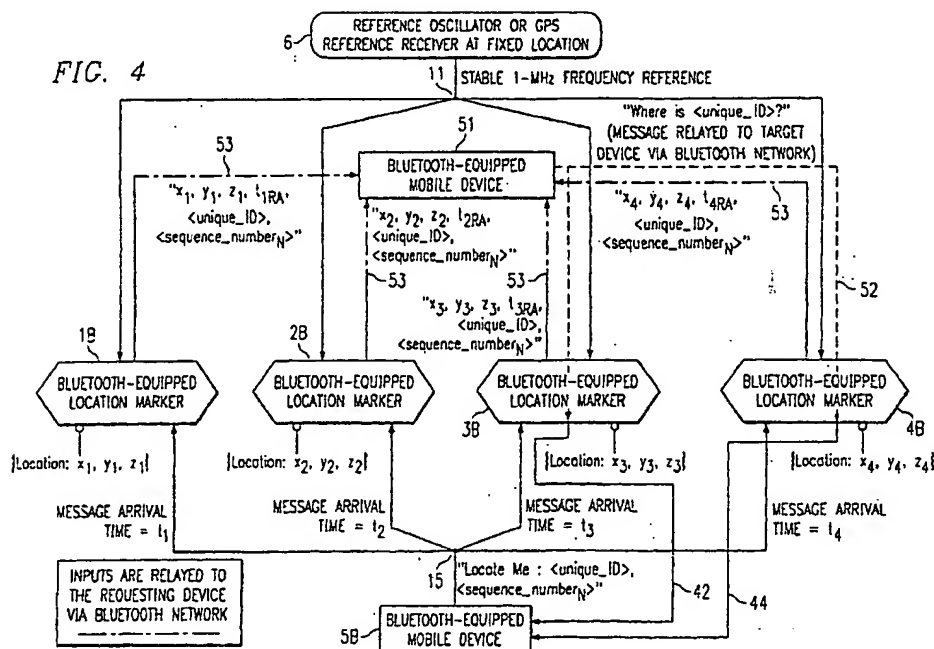 FIG. 4
6
REFERENCE OSCILLATOR OR GPS
REFERENCE RECEIVER AT FIXED LOCATION
11
STABLE 1-MHz FREQUENCY REFERENCE
"Where is <unique_ID>?"
(MESSAGE RELAYED TO TARGET
DEVICE VIA BLUETOOTH NETWORK)
51
BLUETOOTH-EQUIPPED
MOBILE DEVICE
53
"x1, y1, z1, t1RA,
<unique_ID>,
<sequence_numberN>"
"x2, y2, z2, t2RA,
<unique_ID>,
<sequence_numberN>"
53
53
"x3, y3, z3, t3RA,
<unique_ID>,
<sequence_numberN>"
"x4, y4, z4, t4RA,
<unique_ID>,
<sequence_numberN>"
53
52
1B
BLUETOOTH-EQUIPPED
LOCATION MARKER
2B
BLUETOOTH-EQUIPPED
LOCATION MARKER
BLUETOOTH-EQUIPPED
LOCATION MARKER
3B
BLUETOOTH-EQUIPPED
LOCATION MARKER
4B
{Location: x1, y1, z1}
{Location: x2, y2, z2}
{Location: x3, y3, z3}
{Location: x4, y4, z4}
MESSAGE ARRIVAL
TIME = t1
MESSAGE ARRIVAL
TIME = t2
MESSAGE ARRIVAL
TIME = t3
MESSAGE ARRIVAL
TIME = t4
15
"Locate Me : <unique_ID>,
<sequence_numberN>"
42
44
INPUTS ARE RELAYED TO
THE REQUESTING DEVICE
VIA BLUETOOTH NETWORK
5B
BLUETOOTH-EQUIPPED
MOBILE DEVICE